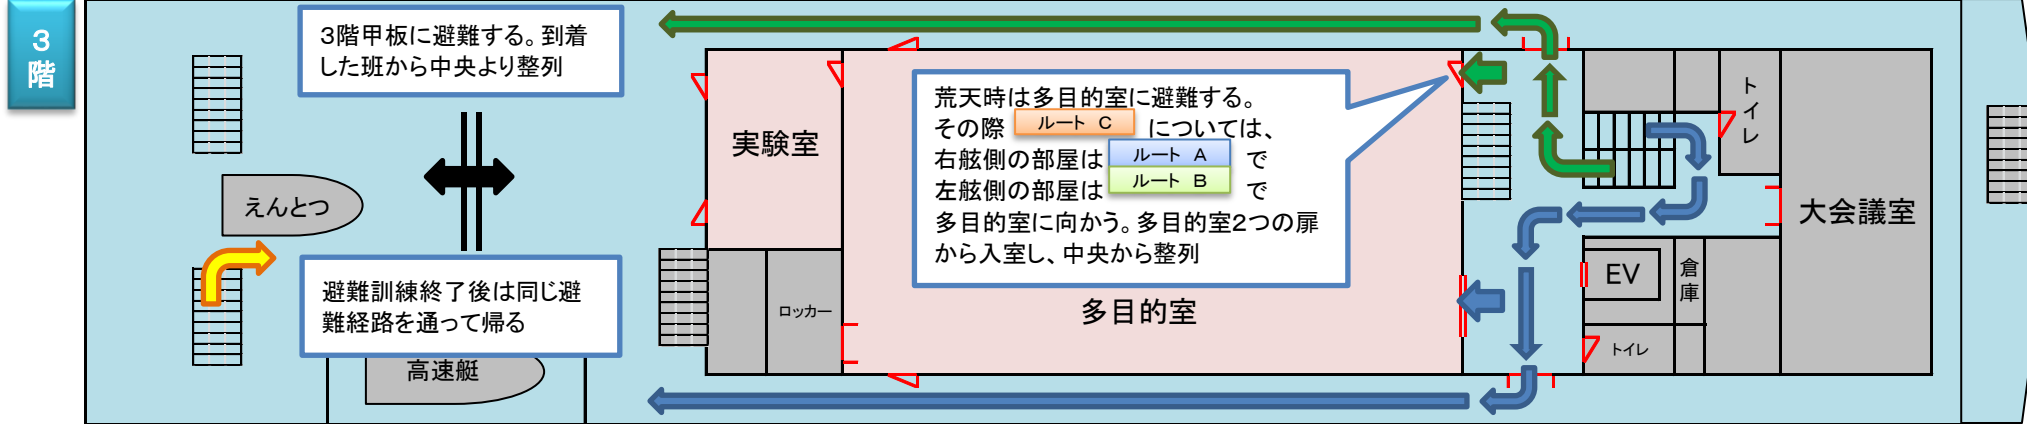 3
階
3階甲板に避難する。到着
した班から中央より整列
荒天時は多目的室に避難する。
その際 ルート C については、
右舷側の部屋は ルート A で
左舷側の部屋は ルート B で
多目的室に向かう。多目的室2つの扉
から入室し、中央から整列
実験室
えんとつ
避難訓練終了後は同じ避
難経路を通って帰る
高速艇
ロッカー
多目的室
トイレ
大会議室
EV
倉庫
トイレ